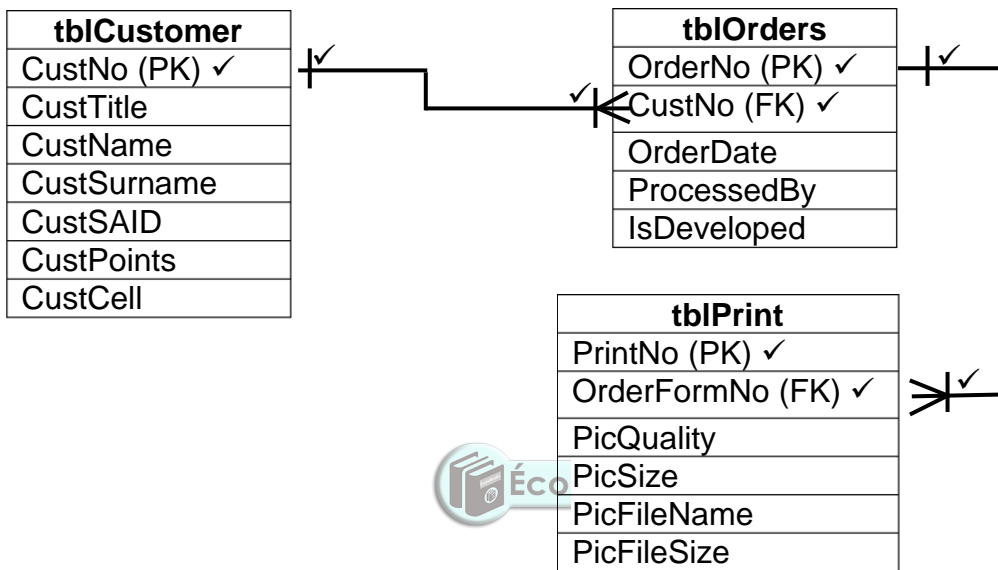 tblCustomer
CustNo (PK) ✓
CustTitle
CustName
CustSurname
CustSAID
CustPoints
CustCell
✓
✓
tblOrders
OrderNo (PK) ✓
CustNo (FK) ✓
OrderDate
ProcessedBy
IsDeveloped
✓
tblPrint
PrintNo (PK) ✓
OrderFormNo (FK) ✓
PicQuality
PicSize
PicFileName
PicFileSize
✓
Éco